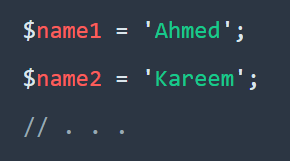 $name1 = 'Ahmed';
$name2 = 'Kareem';
// . . .